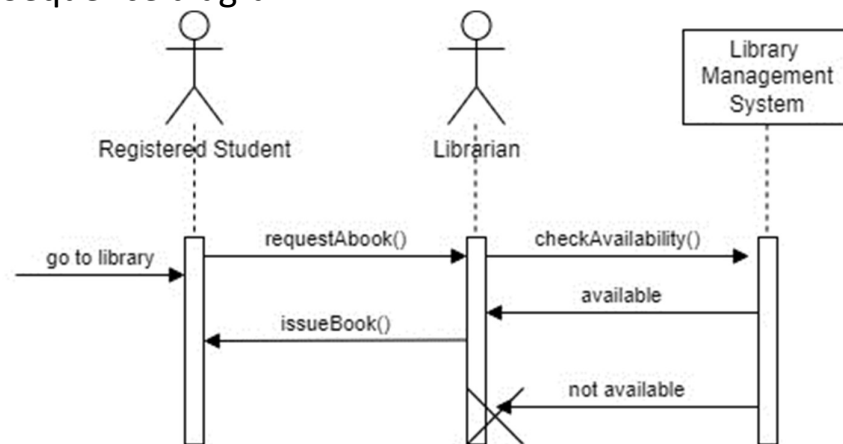 Library
Management
System
Registered Student
Librarian
requestAbook()
checkAvailability()
go to library
available
issueBook()
not available